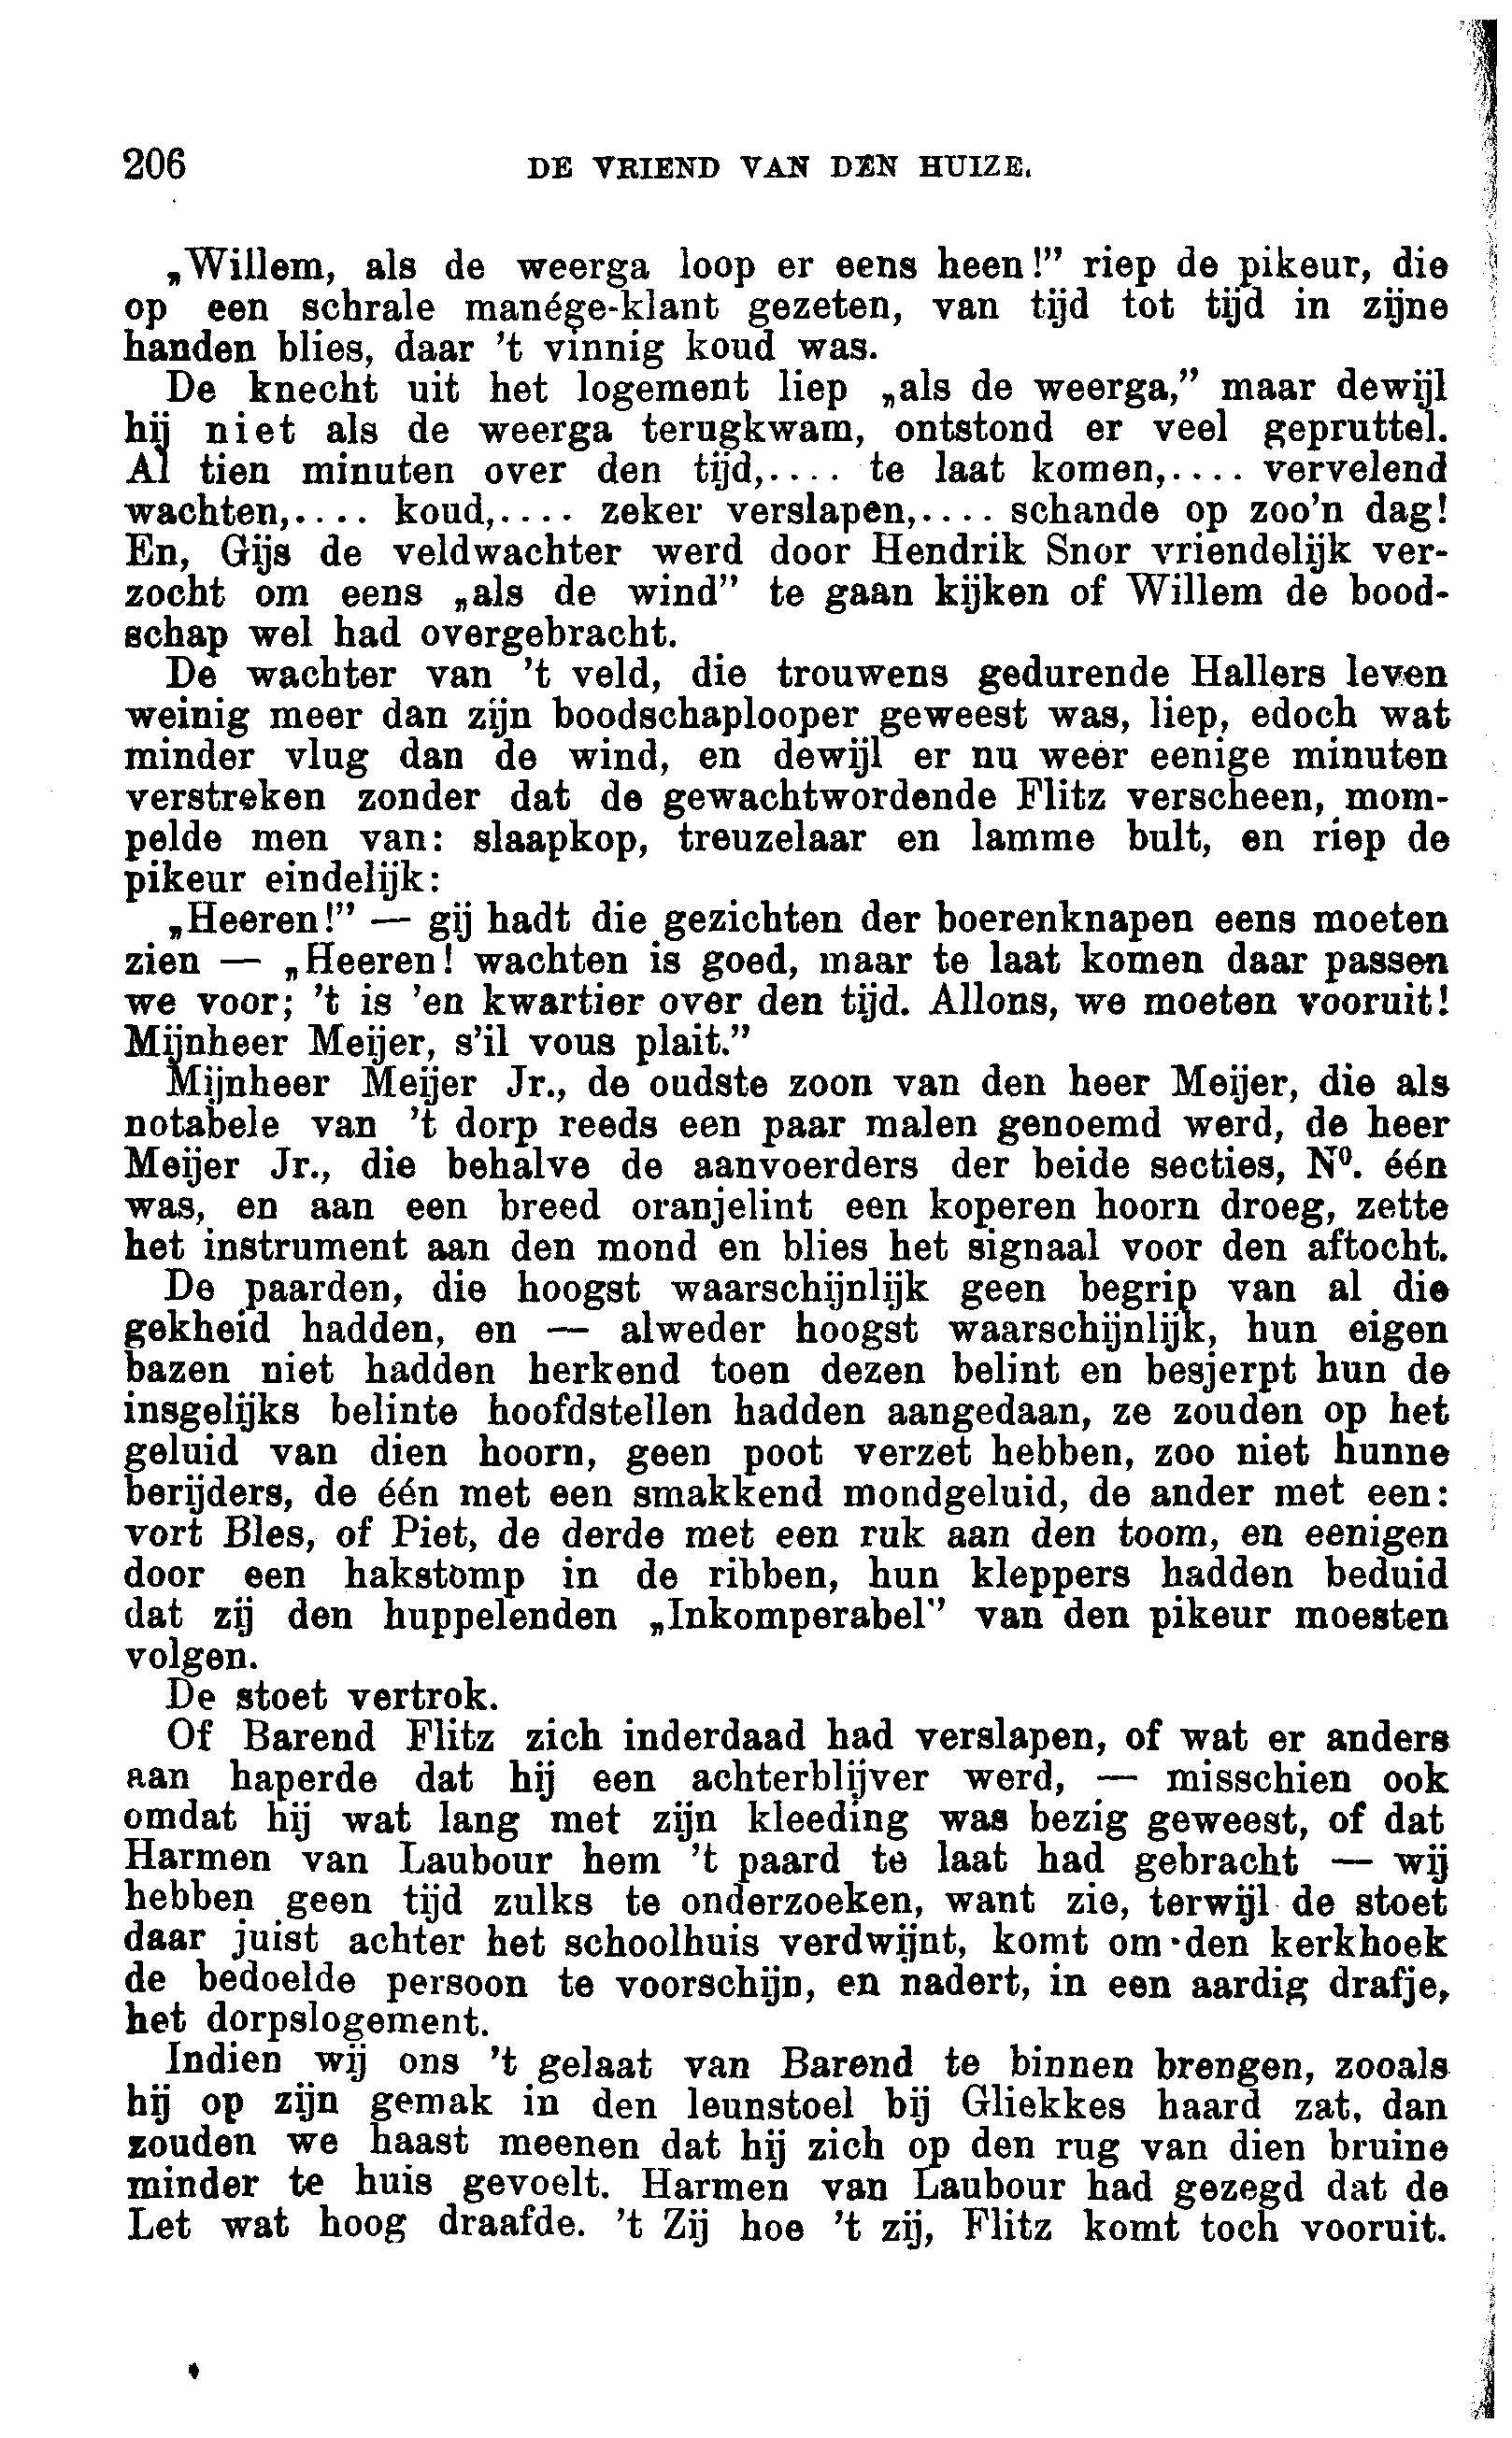 206 DE VRIEND VAN DEN HUIZE.
„Willem, als de weerga loop er eens heen!” riep de pikeur, die
op een schrale manége-klant gezeten, van tijd tot tijd in zijne
handen blies, daar 't vinnig koud was.
De knecht uit het logement liep „als de weerga,” maar dewijl
hij niet als de weerga terugkwam, ontstond er veel gepruttel.
Al tien minuten over den tijd,.... te laat komen,.... vervelend
wachten,.... koud,.... zeker verslapen,.... schande op zoo'n dag!
En, Gijs de veldwachter werd door Hendrik Snor vriendelijk ver-
zocht om eens „als de wind” te gaan kijken of Willem de bood-
schap wel had overgebracht.
De wachter van 't veld, die trouwens gedurende Hallers leven
weinig meer dan zijn boodschaplooper geweest was, liep, edoch wat
minder vlug dan de wind, en dewijl er nu weer eenige minuten
verstreken zonder dat de gewachtwordende Flitz verscheen, mom-
pelde men van: slaapkop, treuzelaar en lamme bult, en riep de
pikeur eindelijk:
„Heeren!” — gij hadt die gezichten der boerenknapen eens moeten
zien — „Heeren! wachten is goed, maar te laat komen daar passen
we voor; 't is 'en kwartier over den tijd. Allons, we moeten vooruit!
Mijnheer Meijer, s'il vous plait.”
Mijnheer Meijer Jr., de oudste zoon van den heer Meijer, die als
notabele van 't dorp reeds een paar malen genoemd werd, de heer
Meijer Jr., die behalve de aanvoerders der beide secties, N⁰. één
was, en aan een breed oranjelint een koperen hoorn droeg, zette
het instrument aan den mond en blies het signaal voor den aftocht.
De paarden, die hoogst waarschijnlijk geen begrip van al die
gekheid hadden, en — alweder hoogst waarschijnlijk, hun eigen
bazen niet hadden herkend toen dezen belint en besjerpt hun de
insgelijks belinte hoofdstellen hadden aangedaan, ze zouden op het
geluid van dien hoorn, geen poot verzet hebben, zoo niet hunne
berijders, de één met een smakkend mondgeluid, de ander met een:
vort Bles, of Piet, de derde met een ruk aan den toom, en eenigen
door een hakstomp in de ribben, hun kleppers hadden beduid
dat zij den huppelenden „Inkomperabel” van den pikeur moesten
volgen.
De stoet vertrok.
Of Barend Flitz zich inderdaad had verslapen, of wat er anders
aan haperde dat hij een achterblijver werd, — misschien ook
omdat hij wat lang met zijn kleeding was bezig geweest, of dat
Harmen van Laubour hem 't paard te laat had gebracht — wij
hebben geen tijd zulks te onderzoeken, want zie, terwijl de stoet
daar juist achter het schoolhuis verdwijnt, komt om den kerkhoek
de bedoelde persoon te voorschijn, en nadert, in een aardig drafje,
het dorpslogement.
Indien wij ons 't gelaat van Barend te binnen brengen, zooals
hij op zijn gemak in den leunstoel bij Gliekkes haard zat, dan
zouden we haast meenen dat hij zich op den rug van dien bruine
minder te huis gevoelt. Harmen van Laubour had gezegd dat de
Let wat hoog draafde. 't Zij hoe 't zij, Flitz komt toch vooruit.